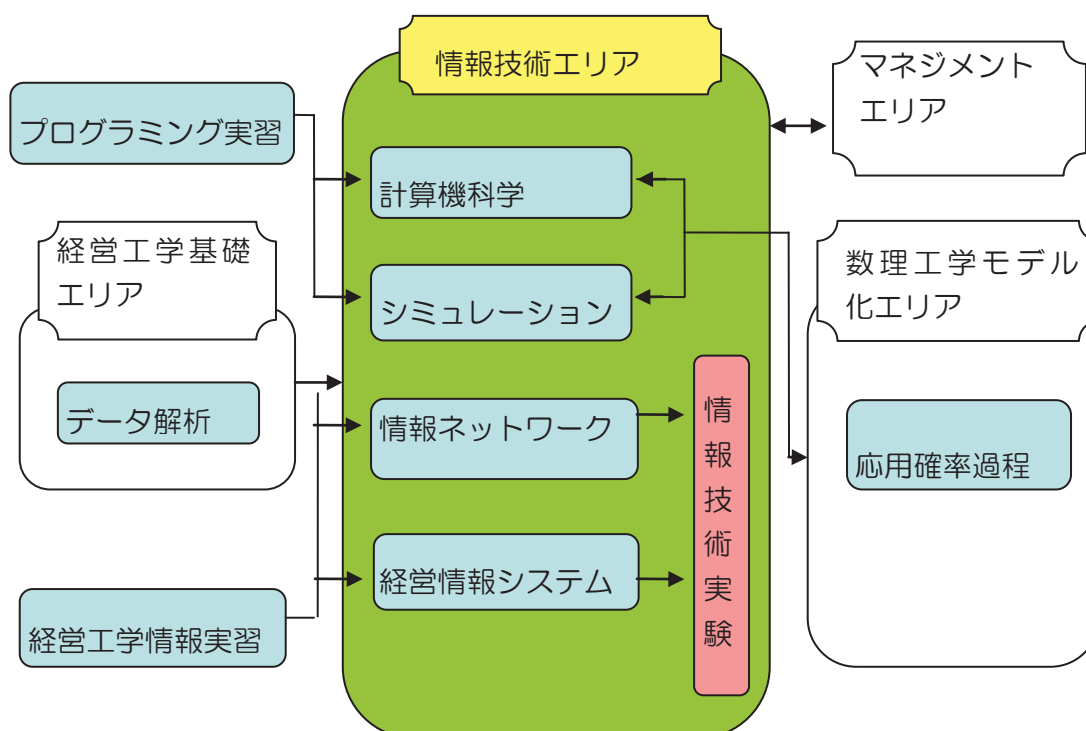 情報技術エリア
マネジメント
エリア
プログラミング実習
計算機科学
経営工学基礎
エリア
数理工学モデル
化エリア
シミュレーション
データ解析
情報ネットワーク
情報技術実験
応用確率過程
経営情報システム
経営工学情報実習